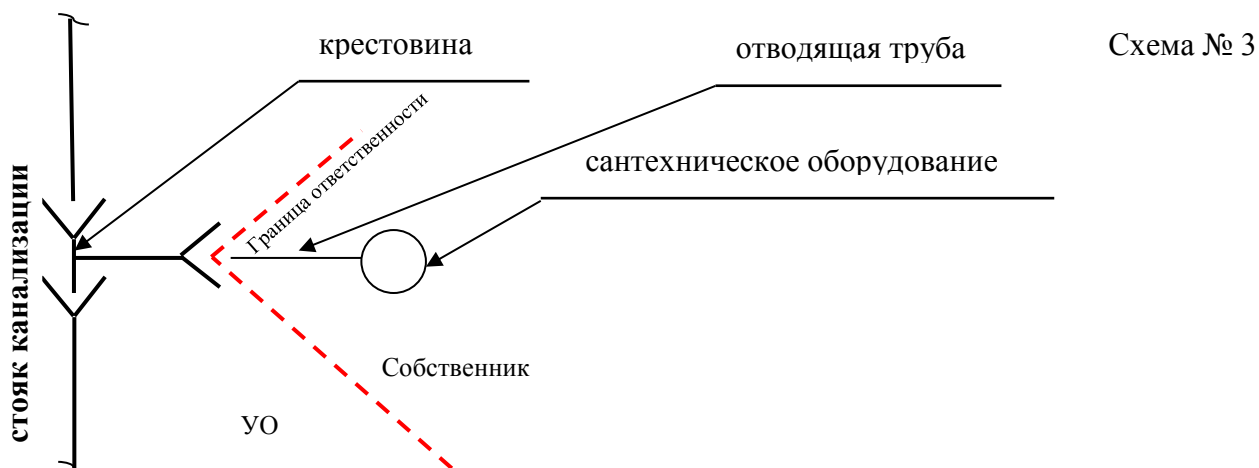 крестовина
отводящая труба
Схема № 3
Граница ответственности
сантехническое оборудование
стояк канализации
Собственник
УО